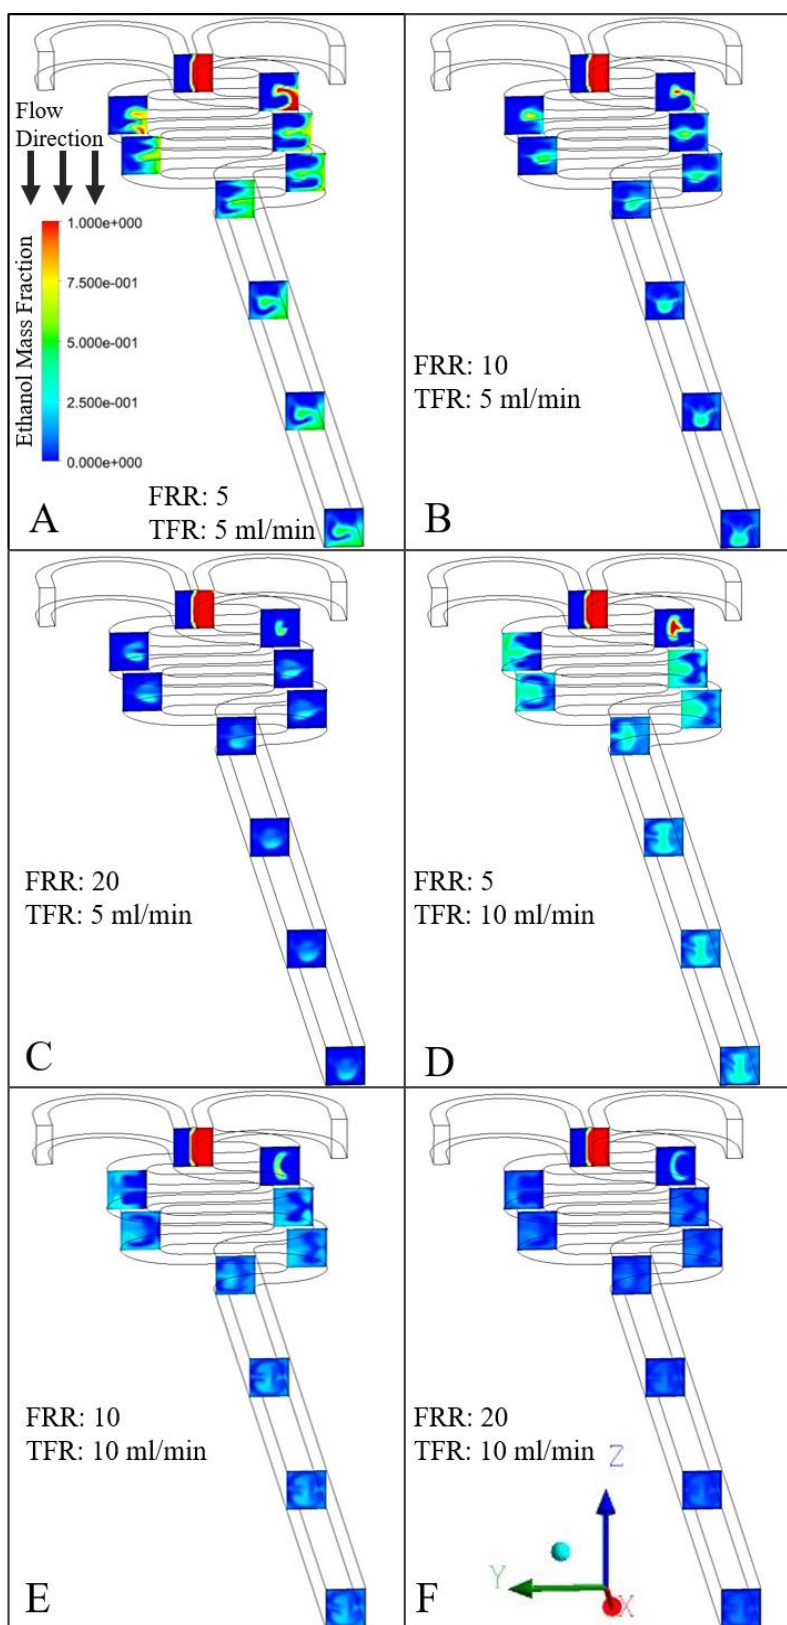 Flow
Direction
Ethanol Mass Fraction
1.000e+000
7.500e-001
5.000e-001
2.500e-001
0.000e+000
FRR: 5
TFR: 5 ml/min
A
FRR: 10
TFR: 5 ml/min
B
FRR: 20
TFR: 5 ml/min
C
FRR: 5
TFR: 10 ml/min
D
FRR: 10
TFR: 10 ml/min
E
FRR: 20
TFR: 10 ml/min
Z
Y
X
F